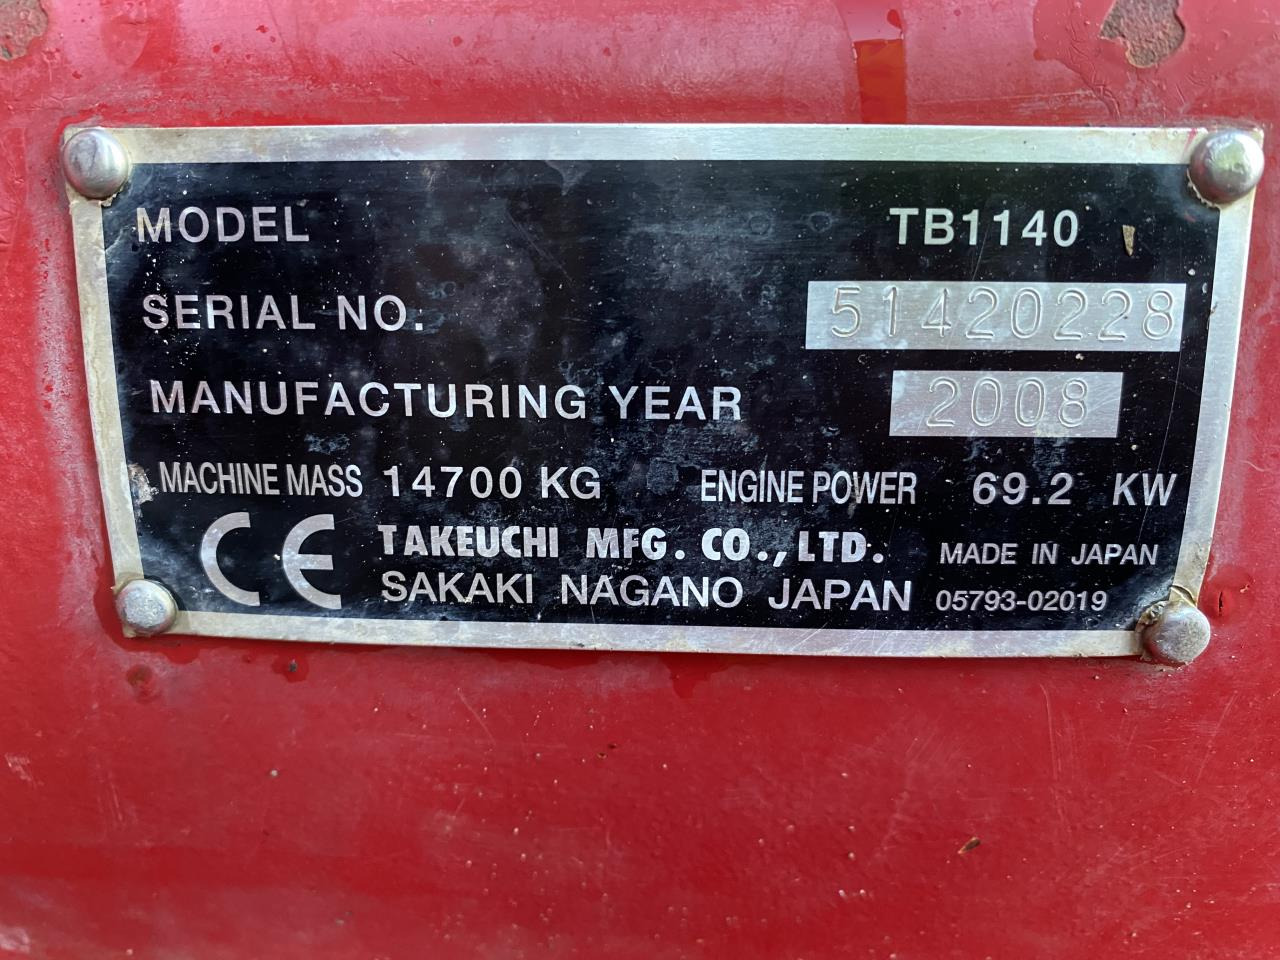 MODEL TB1140
SERIAL NO. 51420228
MANUFACTURING YEAR 2008
MACHINE MASS 14700 KG ENGINE POWER 69.2 KW
CE TAKEUCHI MFG. CO., LTD. MADE IN JAPAN
SAKAKI NAGANO JAPAN 05793-02019